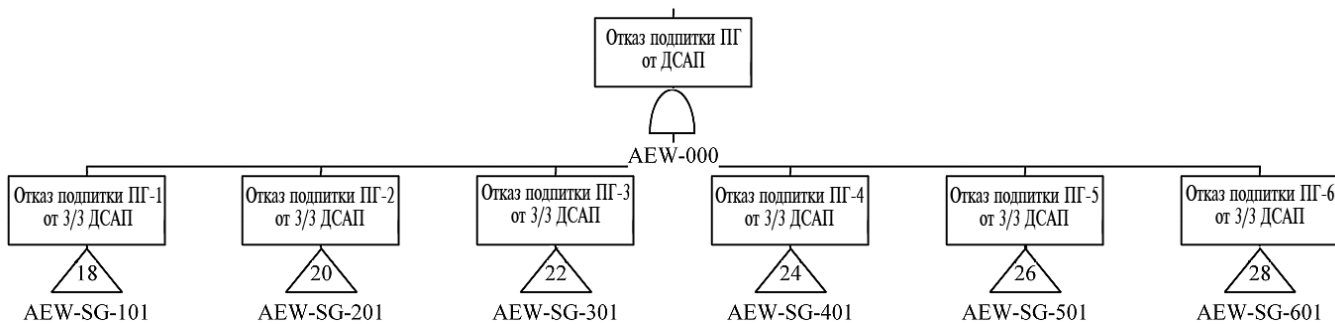 Отказ подпитки ПГ
от ДСАП
AEW-000
Отказ подпитки ПГ-1
от 3/3 ДСАП
18
AEW-SG-101
Отказ подпитки ПГ-2
от 3/3 ДСАП
20
AEW-SG-201
Отказ подпитки ПГ-3
от 3/3 ДСАП
22
AEW-SG-301
Отказ подпитки ПГ-4
от 3/3 ДСАП
24
AEW-SG-401
Отказ подпитки ПГ-5
от 3/3 ДСАП
26
AEW-SG-501
Отказ подпитки ПГ-6
от 3/3 ДСАП
28
AEW-SG-601